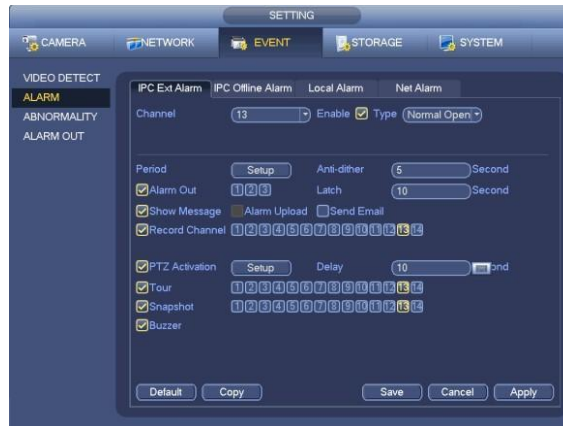 SETTING
CAMERA NETWORK EVENT STORAGE SYSTEM
VIDEO DETECT
ALARM
ABNORMALITY
ALARM OUT
IPC Ext Alarm IPC Offline Alarm Local Alarm Net Alarm
Channel 13 Enable Type Normal Open
Period Setup Anti-dither 5 Second
Alarm Out 1 2 3 Latch 10 Second
Show Message Alarm Upload Send Email
Record Channel 1 2 3 4 5 6 7 8 9 10 11 12 13 14
PTZ Activation Setup Delay 10 ond
Tour 1 2 3 4 5 6 7 8 9 10 11 12 13 14
Snapshot 1 2 3 4 5 6 7 8 9 10 11 12 13 14
Buzzer
Default Copy Save Cancel Apply